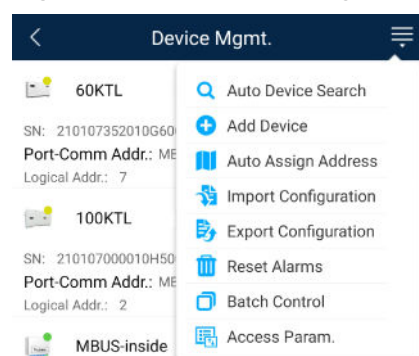 Device Mgmt.
60KTL
SN: 210107352010G60
Port-Comm Addr.: ME
Logical Addr.: 7
100KTL
SN: 210107000010H50
Port-Comm Addr.: ME
Logical Addr.: 2
MBUS-inside
Auto Device Search
Add Device
Auto Assign Address
Import Configuration
Export Configuration
Reset Alarms
Batch Control
Access Param.